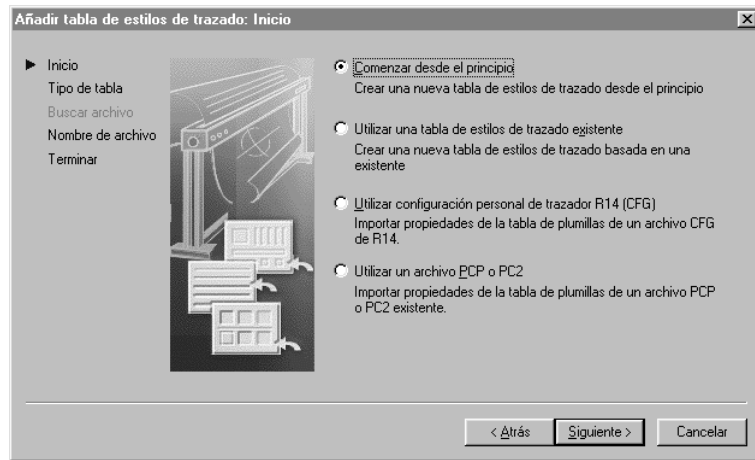 Añadir tabla de estilos de trazado: Inicio
Inicio
Tipo de tabla
Buscar archivo
Nombre de archivo
Terminar
Comenzar desde el principio
Crear una nueva tabla de estilos de trazado desde el principio
Utilizar una tabla de estilos de trazado existente
Crear una nueva tabla de estilos de trazado basada en una
existente
Utilizar configuración personal de trazador R14 (CFG)
Importar propiedades de la tabla de plumillas de un archivo CFG
de R14.
Utilizar un archivo PCP o PC2
Importar propiedades de la tabla de plumillas de un archivo PCP
o PC2 existente.
< Atrás
Siguiente >
Cancelar